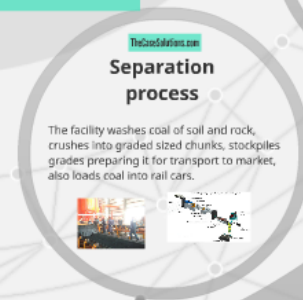 TheCaseSolutions.com
Separation
process
The facility washes coal of soil and rock,
crushes into graded sized chunks, stockpiles
grades preparing it for transport to market,
also loads coal into rail cars.